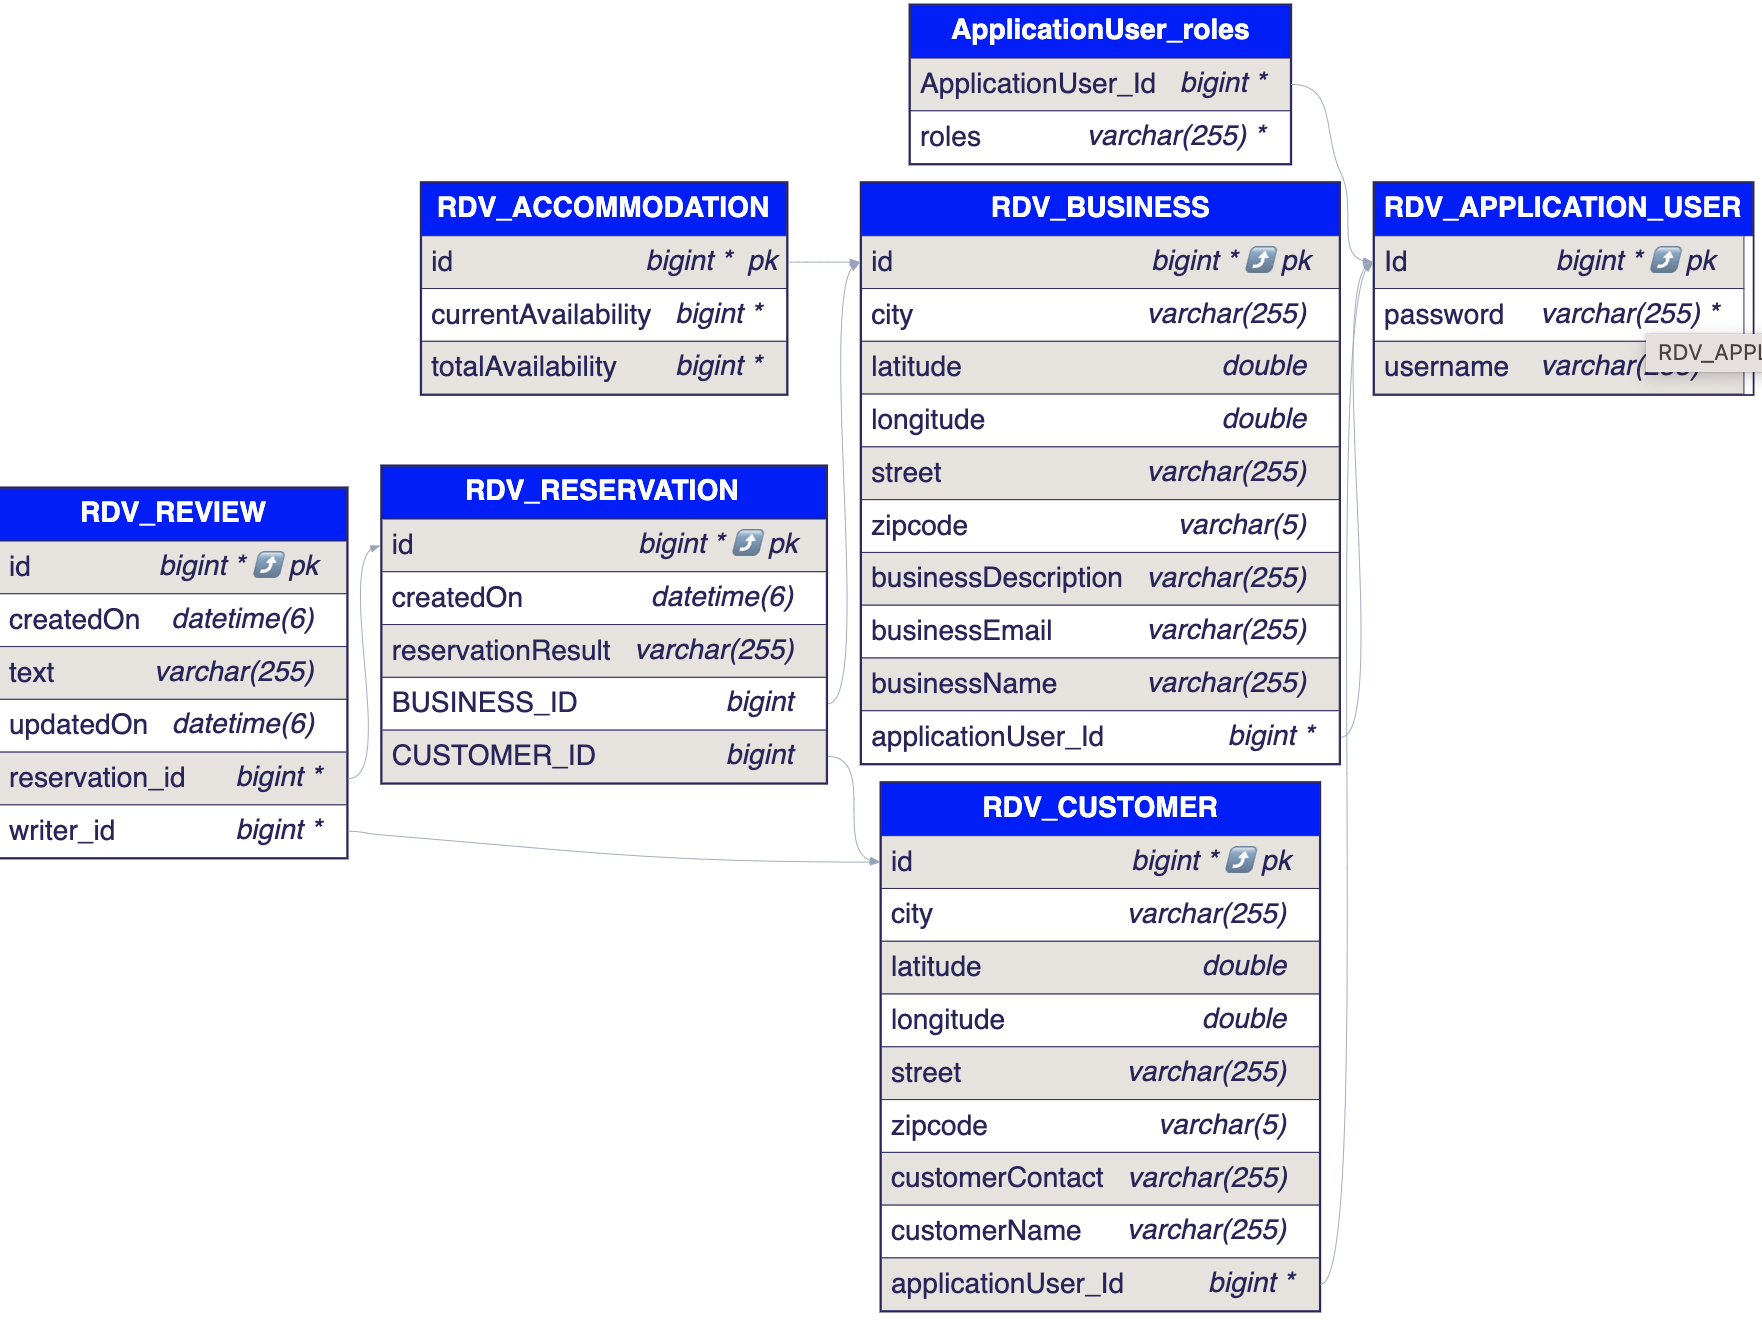 ApplicationUser_roles
ApplicationUser_Id bigint *
roles varchar(255) *
RDV_ACCOMMODATION
id bigint * pk
currentAvailability bigint *
totalAvailability bigint *
RDV_BUSINESS
id bigint * pk
city varchar(255)
latitude double
longitude double
street varchar(255)
zipcode varchar(5)
businessDescription varchar(255)
businessEmail varchar(255)
businessName varchar(255)
applicationUser_Id bigint *
RDV_APPLICATION_USER
Id bigint * pk
password varchar(255) *
RDV_APPL
username
RDV_REVIEW
id bigint * pk
createdOn datetime(6)
text varchar(255)
updatedOn datetime(6)
reservation_id bigint *
writer_id bigint *
RDV_RESERVATION
id bigint * pk
createdOn datetime(6)
reservationResult varchar(255)
BUSINESS_ID bigint
CUSTOMER_ID bigint
RDV_CUSTOMER
id bigint * pk
city varchar(255)
latitude double
longitude double
street varchar(255)
zipcode varchar(5)
customerContact varchar(255)
customerName varchar(255)
applicationUser_Id bigint *